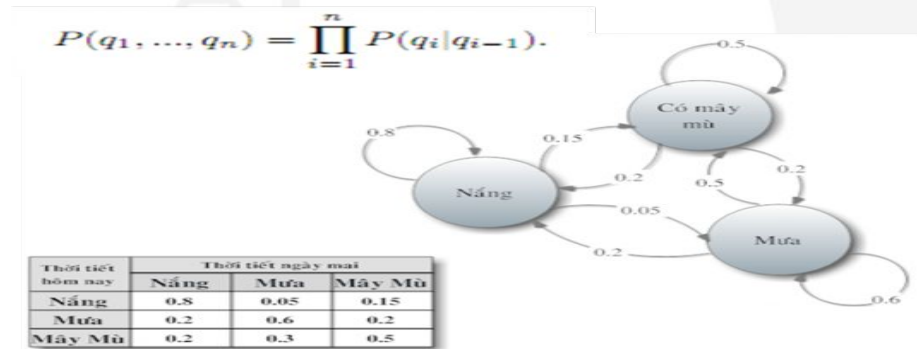 P(q₁, ..., qₙ) = ∏ⁿᵢ₌₁ P(qᵢ|qᵢ₋₁).
0.5
Có mây
mù
0.8
0.15
0.2
0.2
0.5
Nắng
0.05
Mưa
0.2
0.6
Thời tiết hôm nay
Thời tiết ngày mai
Nắng Mưa Mây Mù
Nắng 0.8 0.05 0.15
Mưa 0.2 0.6 0.2
Mây Mù 0.2 0.3 0.5